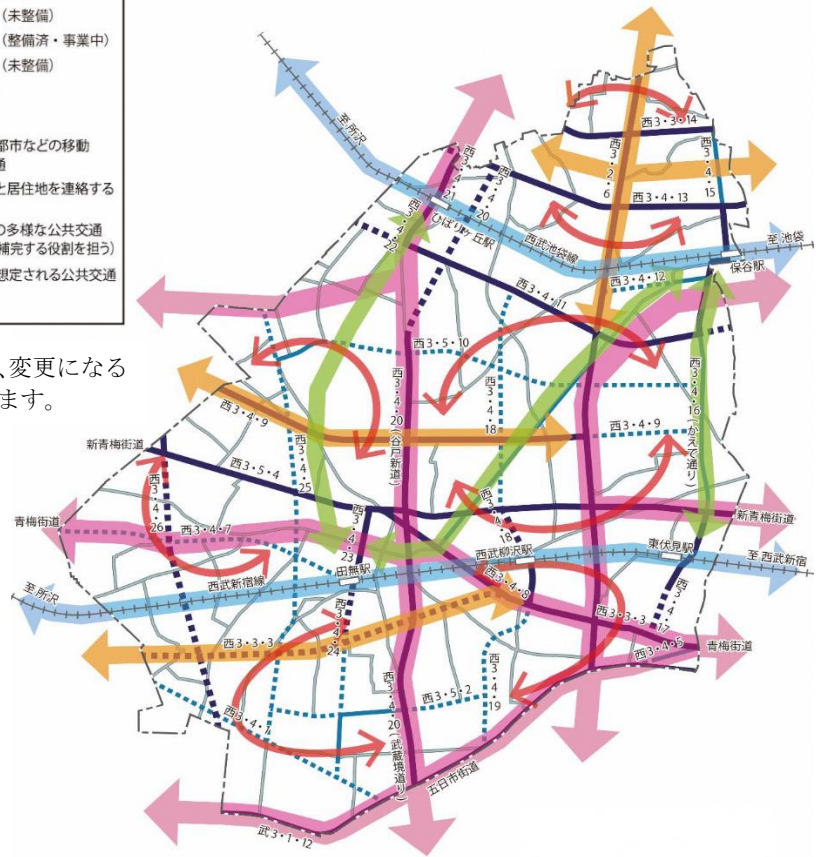 (未整備)
(整備済・事業中)
(未整備)
都市などの移動
通
と居住地を連絡する
の多様な公共交通
補完する役割を担う)
想定される公共交通
、変更になる
ます。
至所沢
西3・3・14
西3・2・6
西3・4・15
西3・4・13
西3・4・21
西3・4・20
ひばりヶ丘駅
西3・4・22
西武池袋線
至池袋
保谷駅
西3・4・12
西3・4・11
西3・5・10
西3・4・9
西3・4・20(谷戸新道)
西3・4・18
西3・4・9
西3・4・16(かえで通り)
新青梅街道
西3・5・4
西3・4・25
西3・4・26
青梅街道
西3・4・7
西3・4・23
西3・4・18
新青梅街道
西武柳沢駅
東伏見駅
至西武新宿
田無駅
西武新宿線
至所沢
西3・4・8
西3・3・3
西3・4・17
西3・3・3
西3・4・24
西3・4・5
青梅街道
西3・5・2
西3・4・19
西3・4・7
西3・4・20(武蔵境通り)
五日市街道
武3・1・12